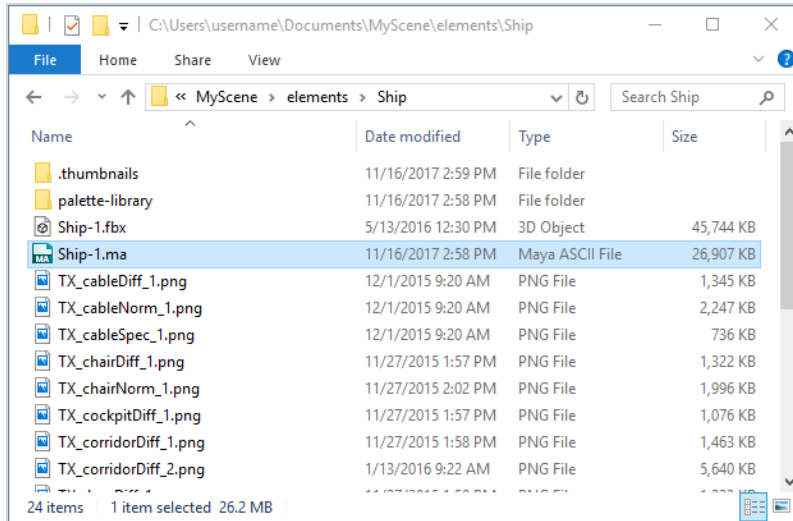 C:\Users\username\Documents\MyScene\elements\Ship
File Home Share View
« MyScene > elements > Ship Search Ship
Name Date modified Type Size
.thumbnails 11/16/2017 2:59 PM File folder
palette-library 11/16/2017 2:58 PM File folder
Ship-1.fbx 5/13/2016 12:30 PM 3D Object 45,744 KB
MA Ship-1.ma 11/16/2017 2:58 PM Maya ASCII File 26,907 KB
TX_cableDiff_1.png 12/1/2015 9:20 AM PNG File 1,345 KB
TX_cableNorm_1.png 12/1/2015 9:20 AM PNG File 2,247 KB
TX_cableSpec_1.png 12/1/2015 9:20 AM PNG File 736 KB
TX_chairDiff_1.png 11/27/2015 1:57 PM PNG File 1,322 KB
TX_chairNorm_1.png 11/27/2015 2:02 PM PNG File 1,996 KB
TX_cockpitDiff_1.png 11/27/2015 1:57 PM PNG File 1,076 KB
TX_corridorDiff_1.png 11/27/2015 1:58 PM PNG File 1,463 KB
TX_corridorDiff_2.png 1/13/2016 9:22 AM PNG File 5,640 KB
24 items 1 item selected 26.2 MB